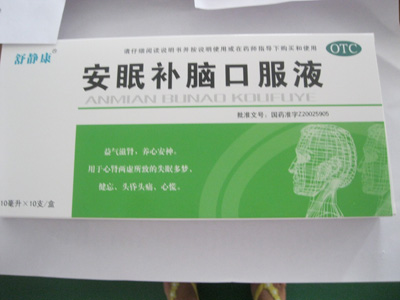 舒静康
请仔细阅读说明书并按说明使用或在药师指导下购买和使用
OTC
安眠补脑口服液
ANMIAN BUNAO KOUFUYE
批准文号：国药准字Z20025905
益气滋肾、养心安神。
用于心肾两虚所致的失眠多梦、
健忘、头昏头痛、心慌。
10毫升×10支/盒